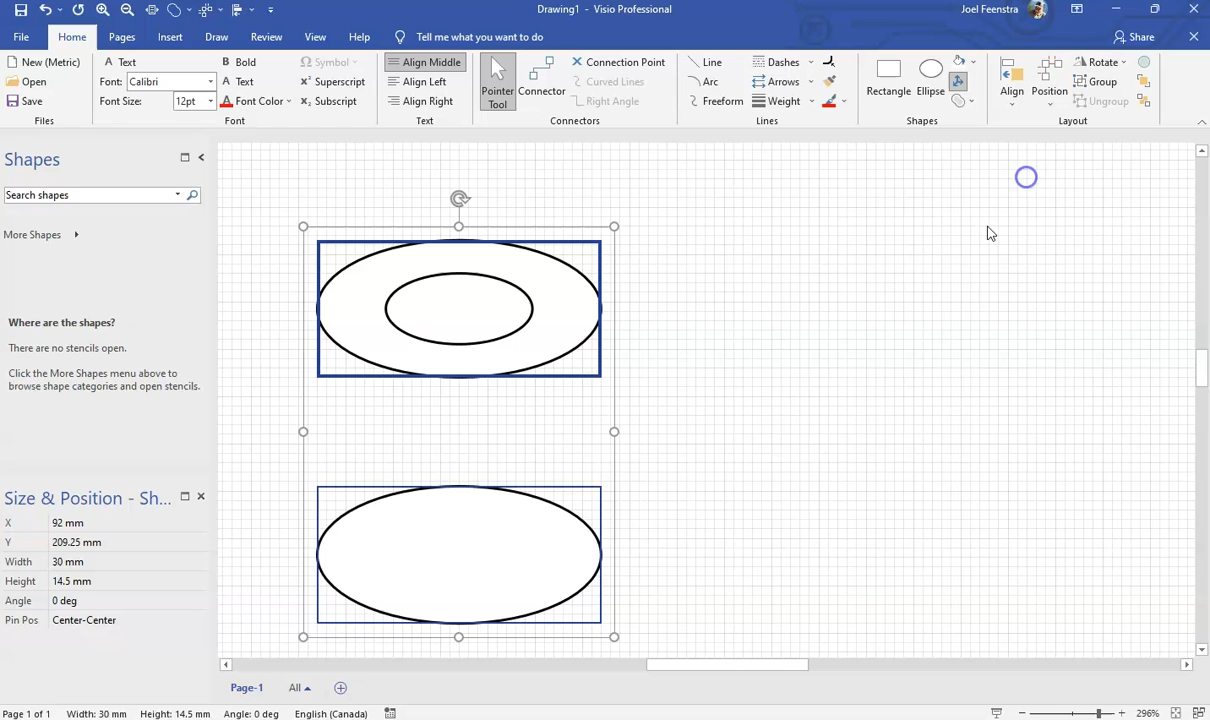 Drawing1 - Visio Professional
Joel Feenstra
File
Home
Pages
Insert
Draw
Review
View
Help
Tell me what you want to do
Share
New (Metric)
Open
Save
Files
Text
Font: Calibri
Font Size: 12pt
B Bold
U Text
A Font Color
Font
Symbol
x² Superscript
x₂ Subscript
Align Middle
Align Left
Align Right
Text
Pointer Tool
Connector
Connection Point
Curved Lines
Right Angle
Connectors
Line
Arc
Freeform
Dashes
Arrows
Weight
Lines
Rectangle
Ellipse
Shapes
Align
Position
Rotate
Group
Ungroup
Layout
Shapes
Search shapes
More Shapes
Where are the shapes?
There are no stencils open.
Click the More Shapes menu above to
browse shape categories and open stencils.
Size & Position - Sh...
X 92 mm
Y 209.25 mm
Width 30 mm
Height 14.5 mm
Angle 0 deg
Pin Pos Center-Center
Page-1
All
Page 1 of 1
Width: 30 mm
Height: 14.5 mm
Angle: 0 deg
English (Canada)
296%